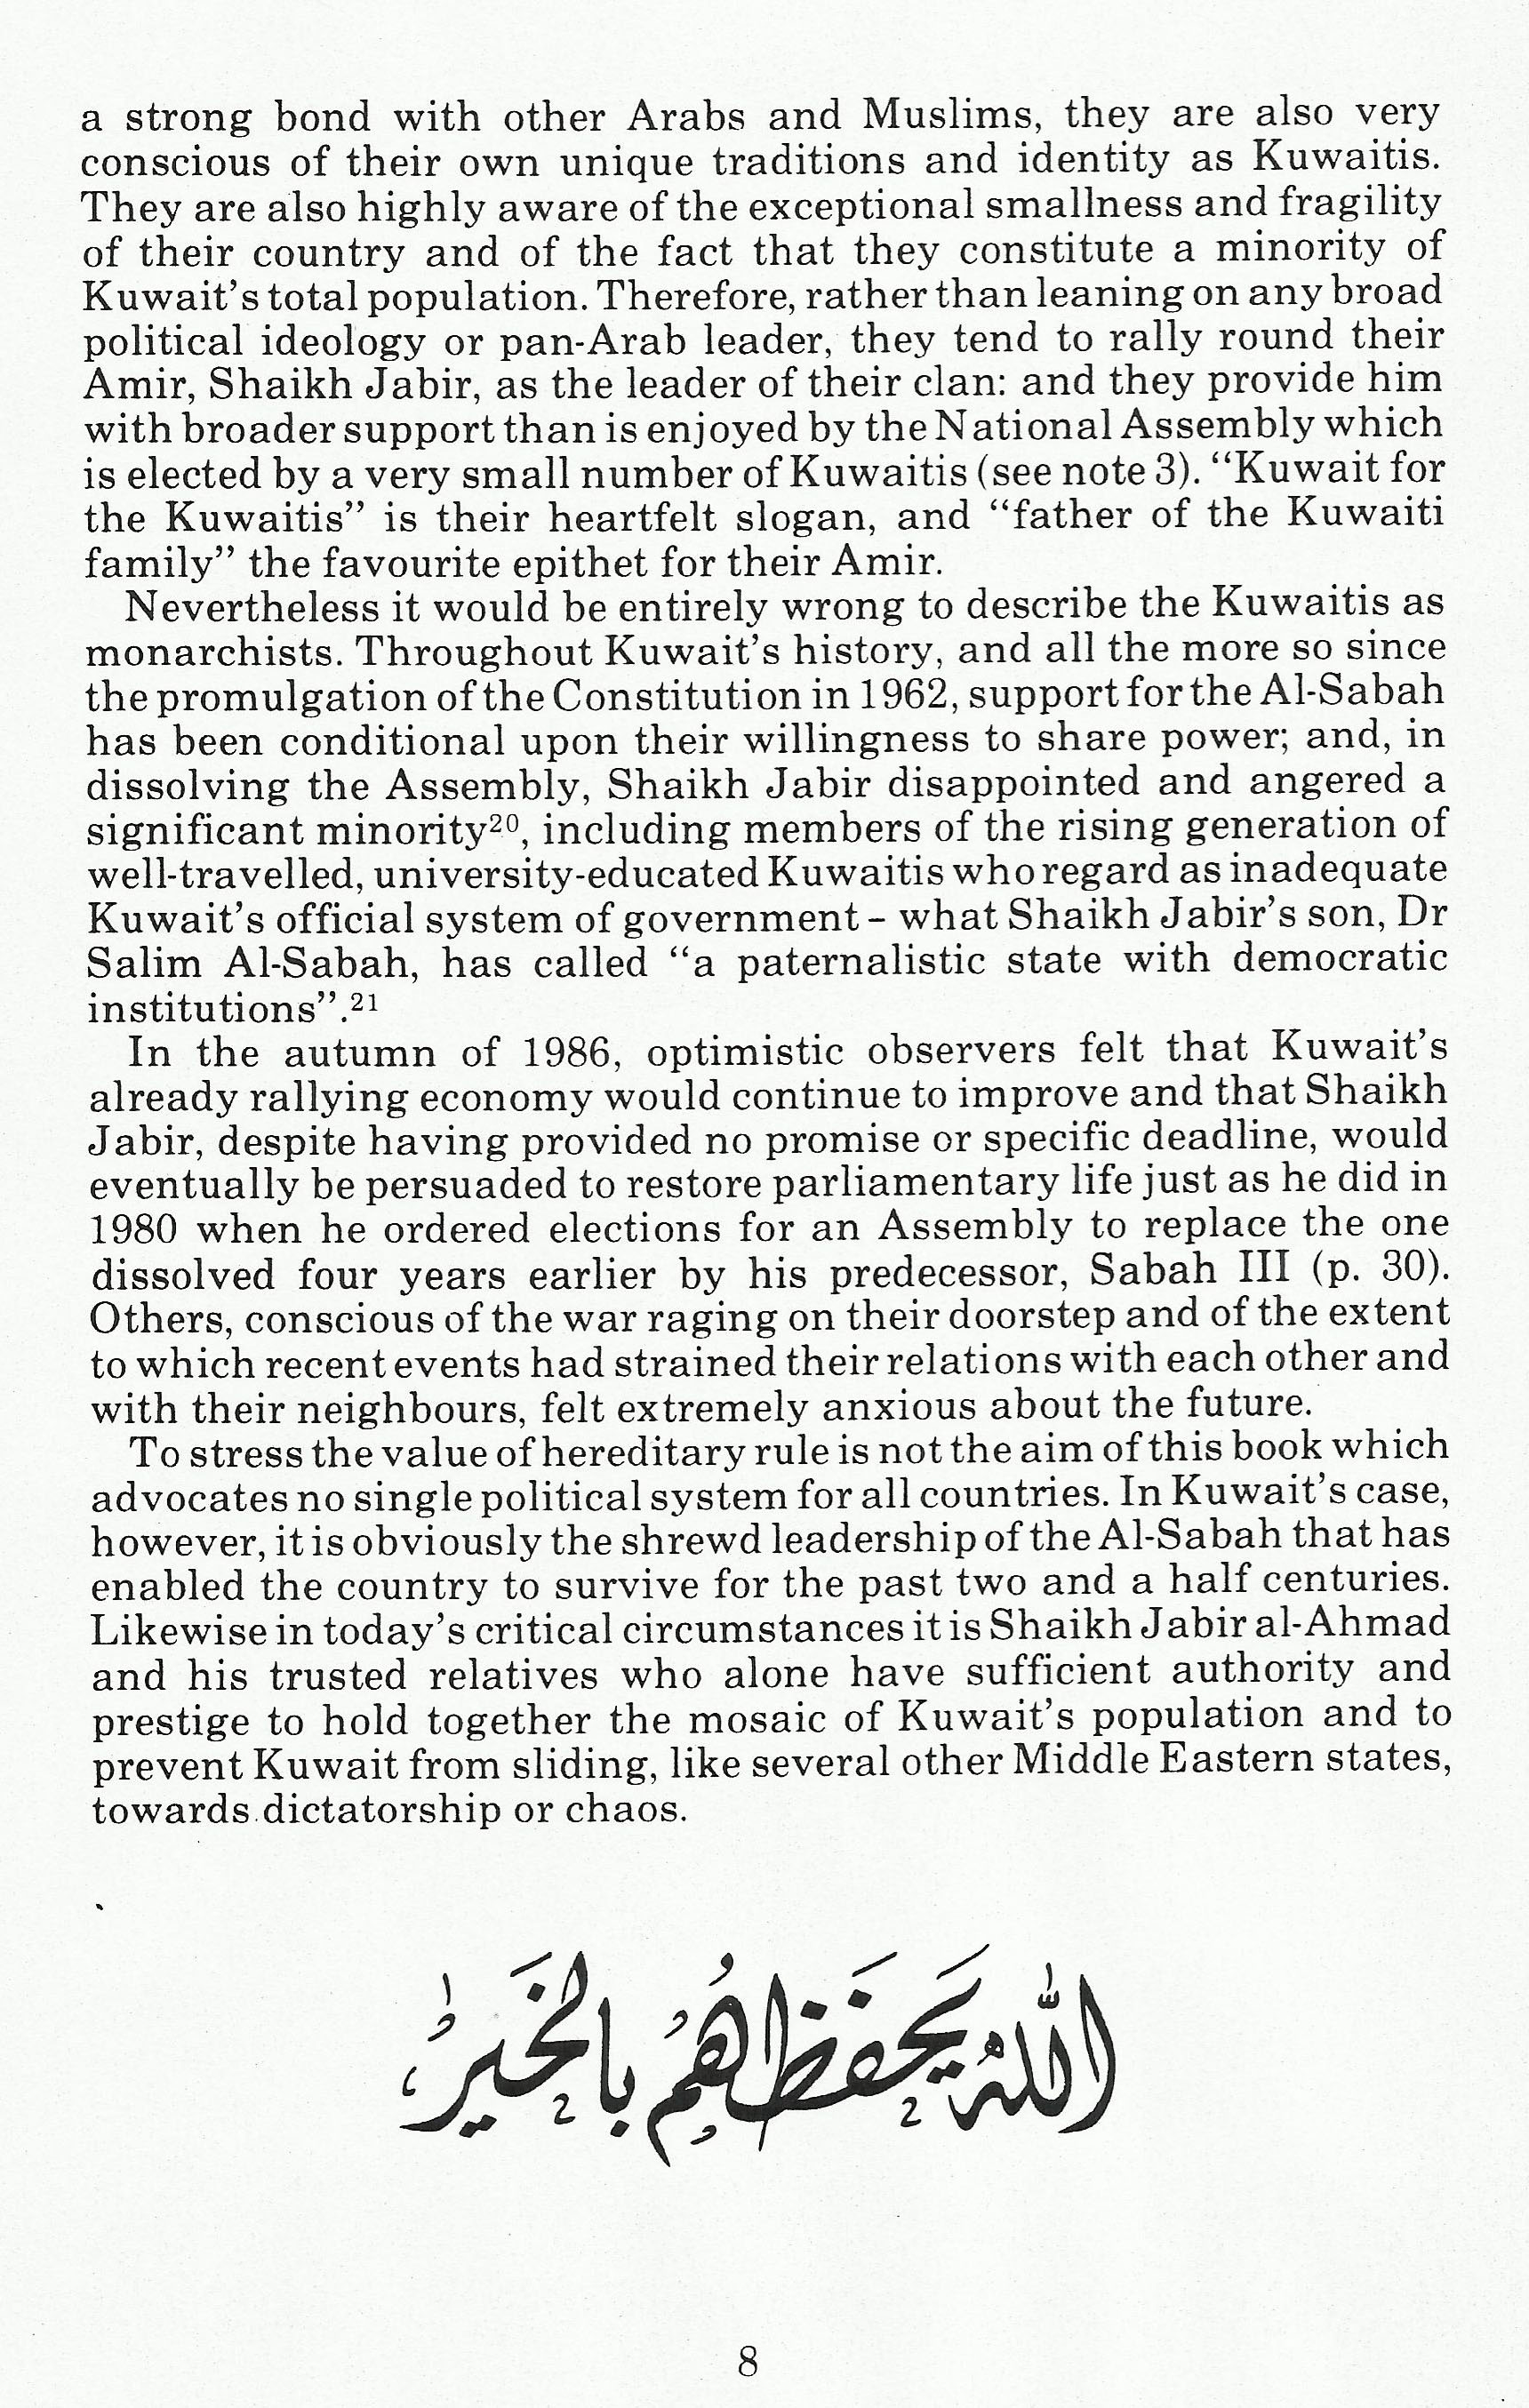 a strong bond with other Arabs and Muslims, they are also very
conscious of their own unique traditions and identity as Kuwaitis.
They are also highly aware of the exceptional smallness and fragility
of their country and of the fact that they constitute a minority of
Kuwait's total population. Therefore, rather than leaning on any broad
political ideology or pan-Arab leader, they tend to rally round their
Amir, Shaikh Jabir, as the leader of their clan: and they provide him
with broader support than is enjoyed by the National Assembly which
is elected by a very small number of Kuwaitis (see note 3). “Kuwait for
the Kuwaitis” is their heartfelt slogan, and “father of the Kuwaiti
family” the favourite epithet for their Amir.
Nevertheless it would be entirely wrong to describe the Kuwaitis as
monarchists. Throughout Kuwait's history, and all the more so since
the promulgation of the Constitution in 1962, support for the Al-Sabah
has been conditional upon their willingness to share power; and, in
dissolving the Assembly, Shaikh Jabir disappointed and angered a
significant minority²⁰, including members of the rising generation of
well-travelled, university-educated Kuwaitis who regard as inadequate
Kuwait's official system of government – what Shaikh Jabir's son, Dr
Salim Al-Sabah, has called “a paternalistic state with democratic
institutions”.²¹
In the autumn of 1986, optimistic observers felt that Kuwait's
already rallying economy would continue to improve and that Shaikh
Jabir, despite having provided no promise or specific deadline, would
eventually be persuaded to restore parliamentary life just as he did in
1980 when he ordered elections for an Assembly to replace the one
dissolved four years earlier by his predecessor, Sabah III (p. 30).
Others, conscious of the war raging on their doorstep and of the extent
to which recent events had strained their relations with each other and
with their neighbours, felt extremely anxious about the future.
To stress the value of hereditary rule is not the aim of this book which
advocates no single political system for all countries. In Kuwait's case,
however, it is obviously the shrewd leadership of the Al-Sabah that has
enabled the country to survive for the past two and a half centuries.
Likewise in today's critical circumstances it is Shaikh Jabir al-Ahmad
and his trusted relatives who alone have sufficient authority and
prestige to hold together the mosaic of Kuwait's population and to
prevent Kuwait from sliding, like several other Middle Eastern states,
towards dictatorship or chaos.
اللّٰهُ يَحفَظهُم بالخَير
8